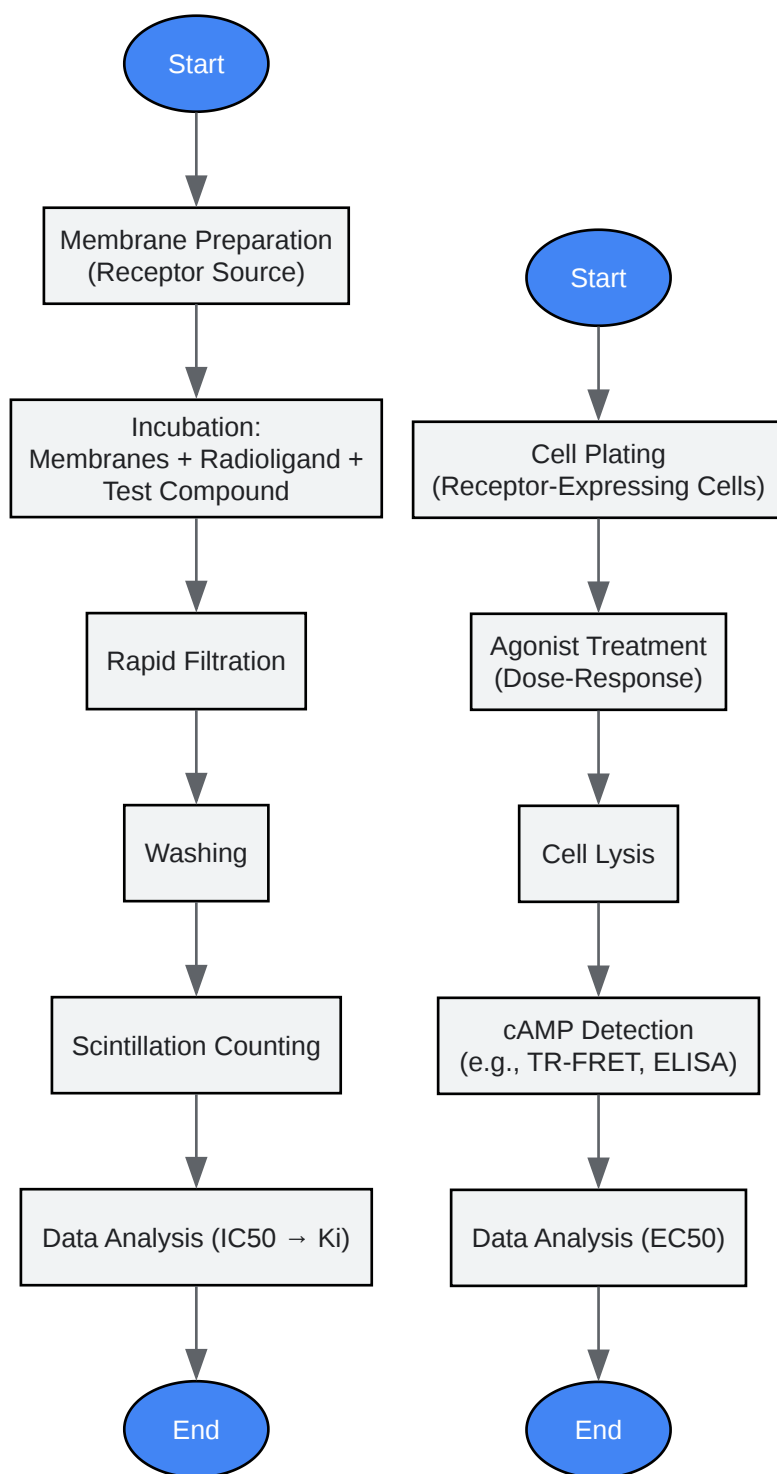 Start
Membrane Preparation
(Receptor Source)
Incubation:
Membranes + Radioligand +
Test Compound
Rapid Filtration
Washing
Scintillation Counting
Data Analysis (IC50 → Ki)
End
Start
Cell Plating
(Receptor-Expressing Cells)
Agonist Treatment
(Dose-Response)
Cell Lysis
cAMP Detection
(e.g., TR-FRET, ELISA)
Data Analysis (EC50)
End